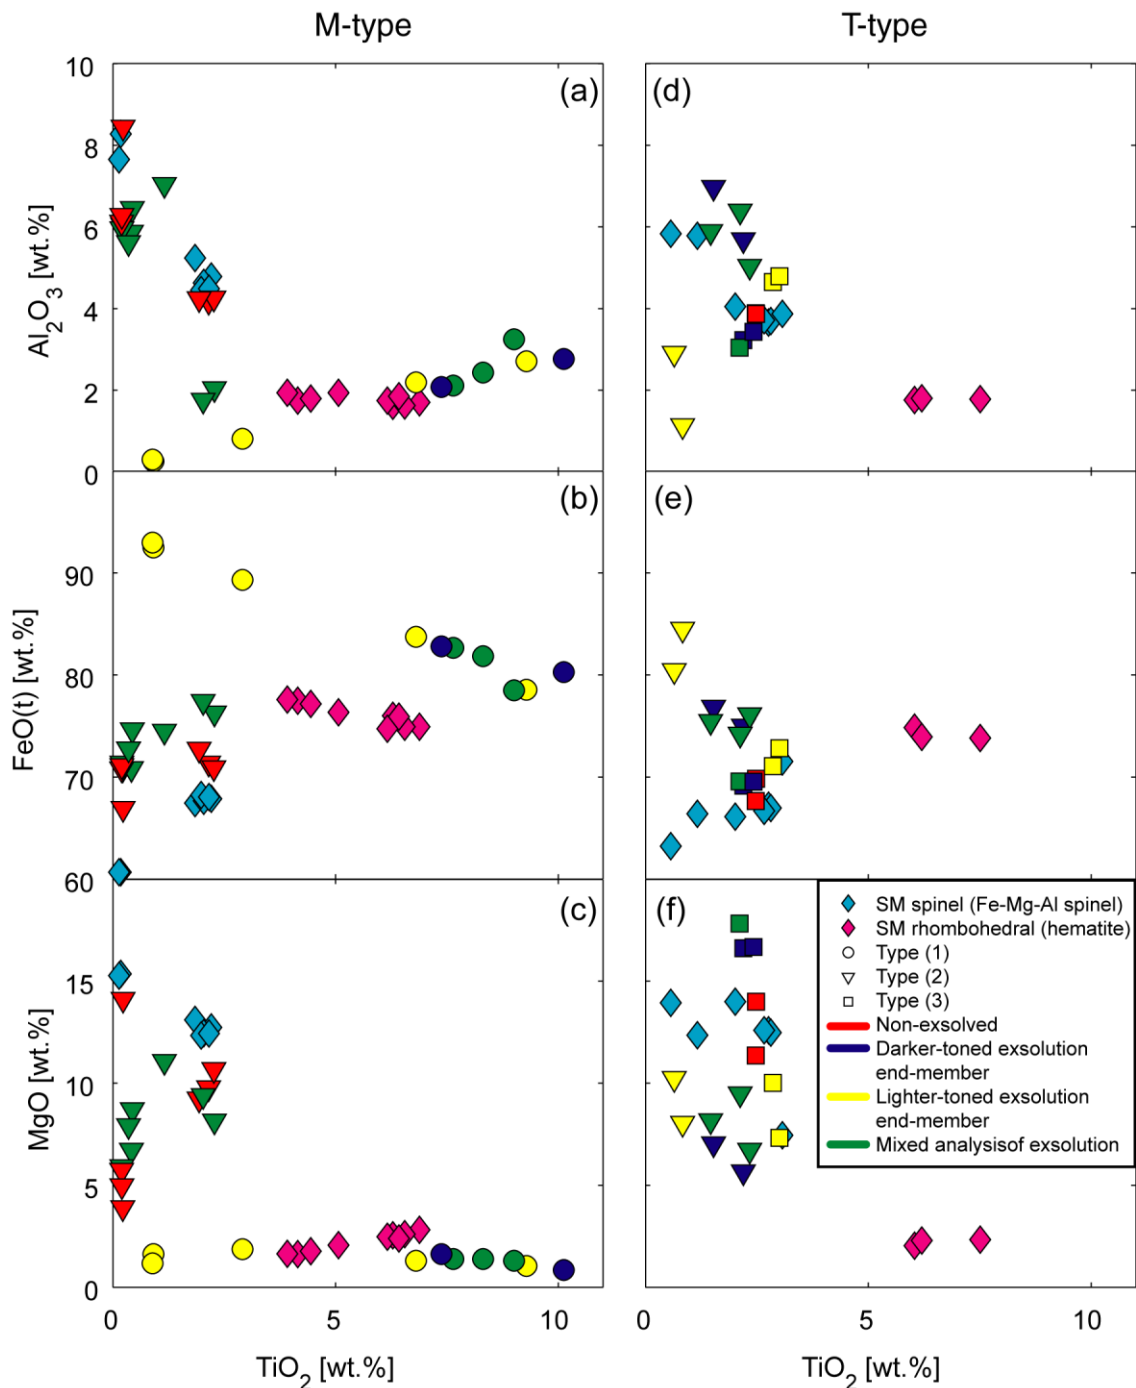 M-type
T-type
10
(a)
(d)
8
6
4
2
0
Al2O3 [wt.%]
(b)
(e)
90
80
70
60
FeO(t) [wt.%]
(c)
(f)
15
10
5
0
MgO [wt.%]
SM spinel (Fe-Mg-Al spinel)
SM rhombohedral (hematite)
Type (1)
Type (2)
Type (3)
Non-exsolved
Darker-toned exsolution
end-member
Lighter-toned exsolution
end-member
Mixed analysisof exsolution
0 5 10
0 5 10
TiO2 [wt.%]
TiO2 [wt.%]